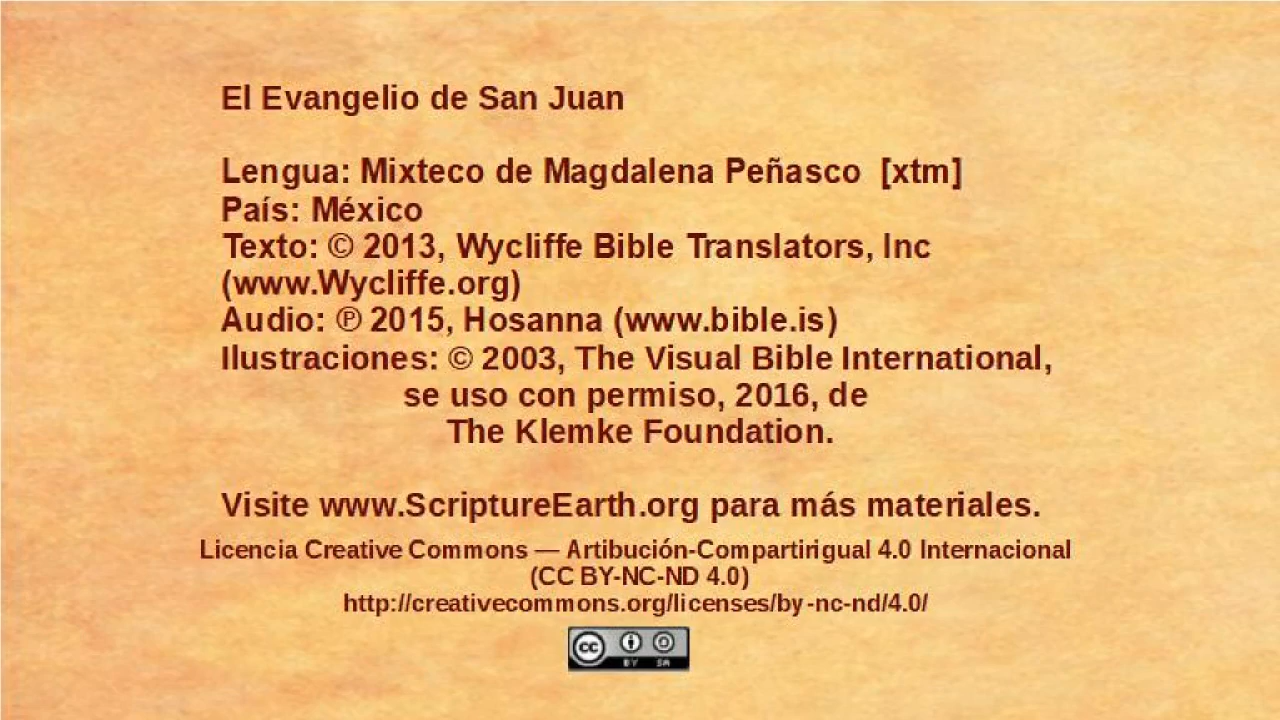 El Evangelio de San Juan
Lengua: Mixteco de Magdalena Peñasco [xtm]
País: México
Texto: © 2013, Wycliffe Bible Translators, Inc
(www.Wycliffe.org)
Audio: ℗ 2015, Hosanna (www.bible.is)
Ilustraciones: © 2003, The Visual Bible International,
se uso con permiso, 2016, de
The Klemke Foundation.
Visite www.ScriptureEarth.org para más materiales.
Licencia Creative Commons — Artibución-Compartirigual 4.0 Internacional
(CC BY-NC-ND 4.0)
http://creativecommons.org/licenses/by-nc-nd/4.0/
cc BY SA